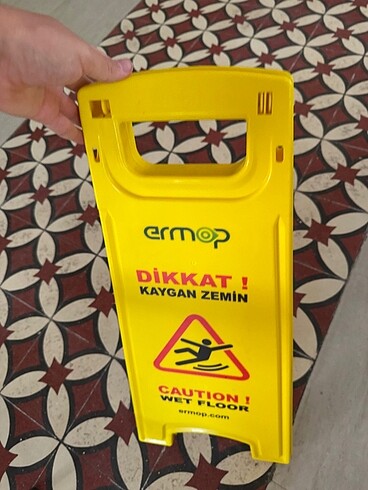 ermop
DİKKAT !
KAYGAN ZEMİN
CAUTION !
WET FLOOR
ermop.com